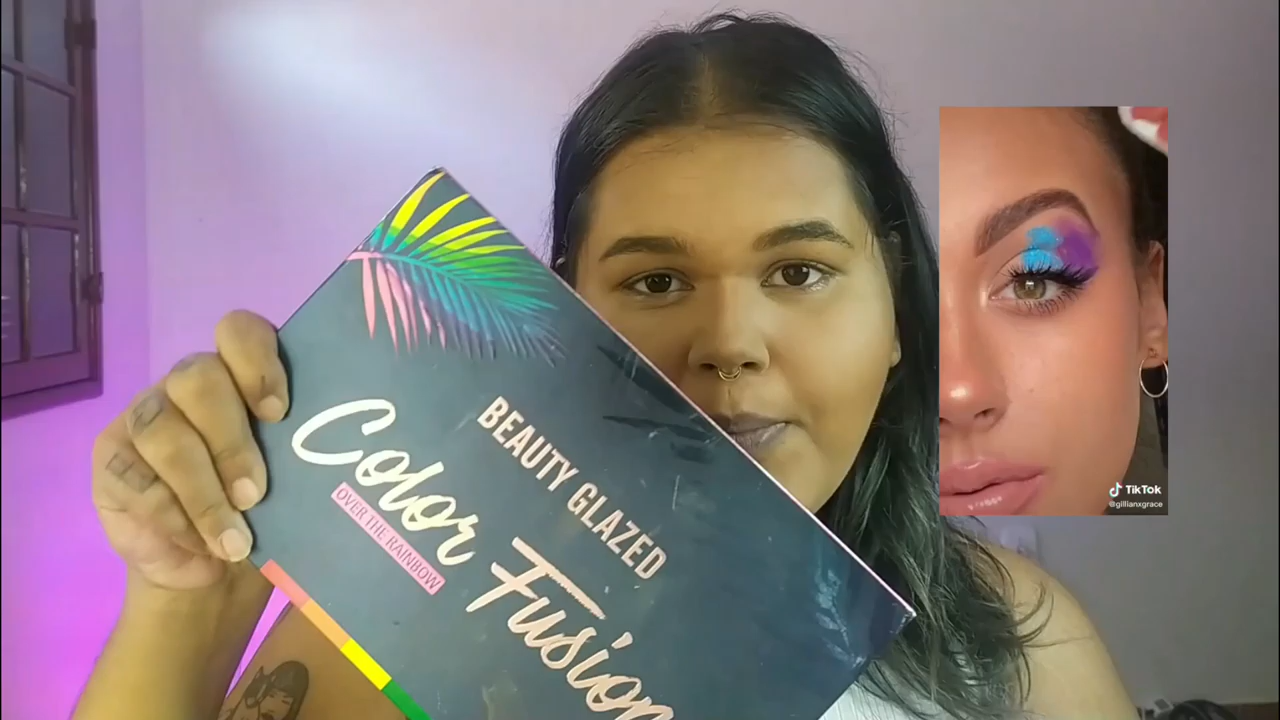 BEAUTY GLAZED
Color
OVER THE RAINBOW
Fusion
TikTok
@gillianxgrace